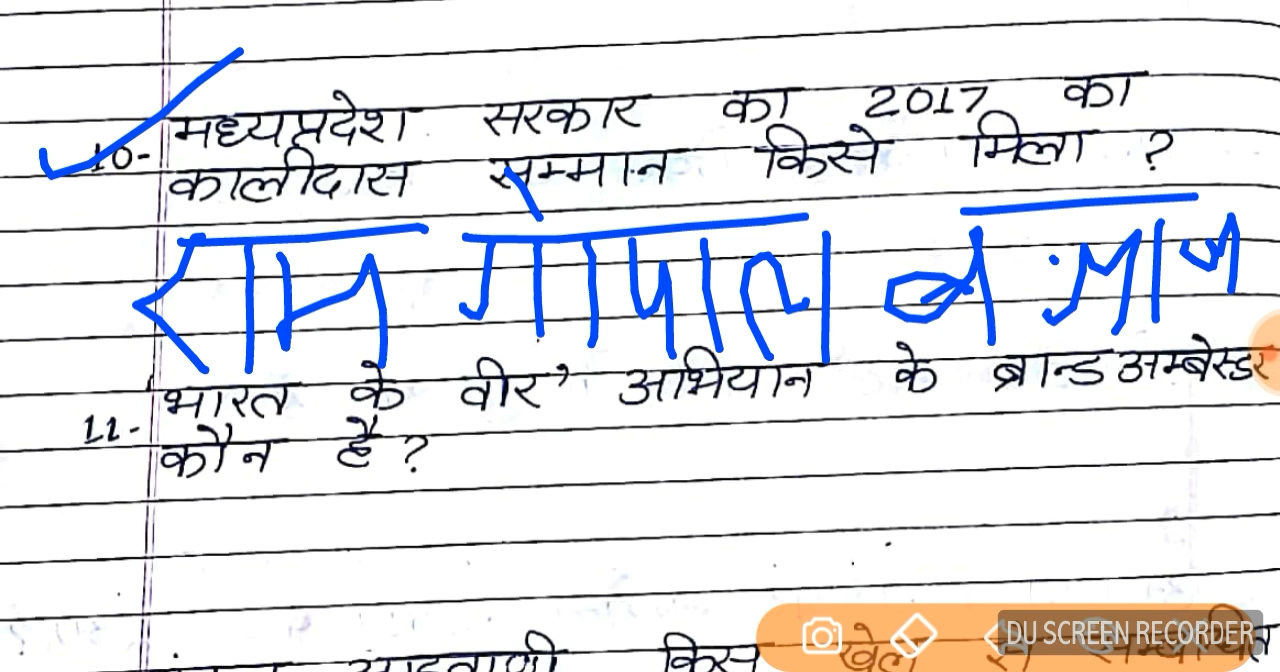 10- मध्यप्रदेश सरकार का 2017 का
कालीदास सम्मान किसे मिला ?
राम गोपाल बजाज
11- भारत के वीर’ अभियान के ब्रान्ड अम्बेस्डर
कौन है ?
किस खेल से
DU SCREEN RECORDER